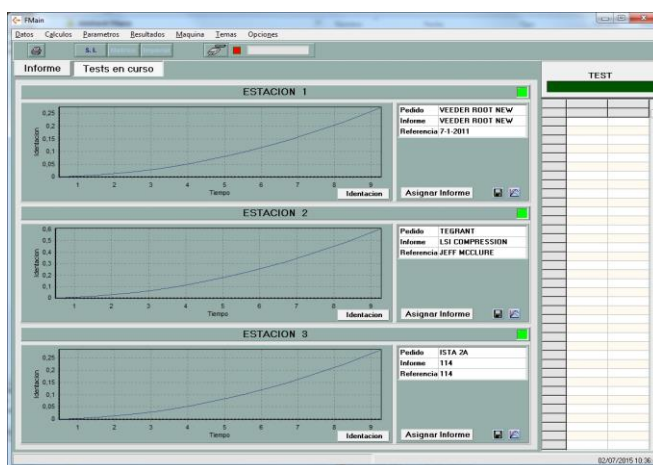 FMain
Datos Calculos Parametros Resultados Maquina Temas Opciones
S.I.
Informe Tests en curso
TEST
ESTACION 1
0,25
0,2
0,15
0,1
0,05
0
Identacion
1 2 3 4 5 6 7 8 9
Tiempo
Identacion
Pedido VEEDER ROOT NEW
Informe VEEDER ROOT NEW
Referencia 7-1-2011
Asignar Informe
ESTACION 2
0,6
0,5
0,4
0,3
0,2
0,1
0
Identacion
1 2 3 4 5 6 7 8 9
Tiempo
Identacion
Pedido TEGRANT
Informe LSI COMPRESSION
Referencia JEFF MCCLURE
Asignar Informe
ESTACION 3
0,25
0,2
0,15
0,1
0,05
0
Identacion
1 2 3 4 5 6 7 8 9
Tiempo
Identacion
Pedido ISTA 2A
Informe 114
Referencia 114
Asignar Informe
02/07/2015 10:36